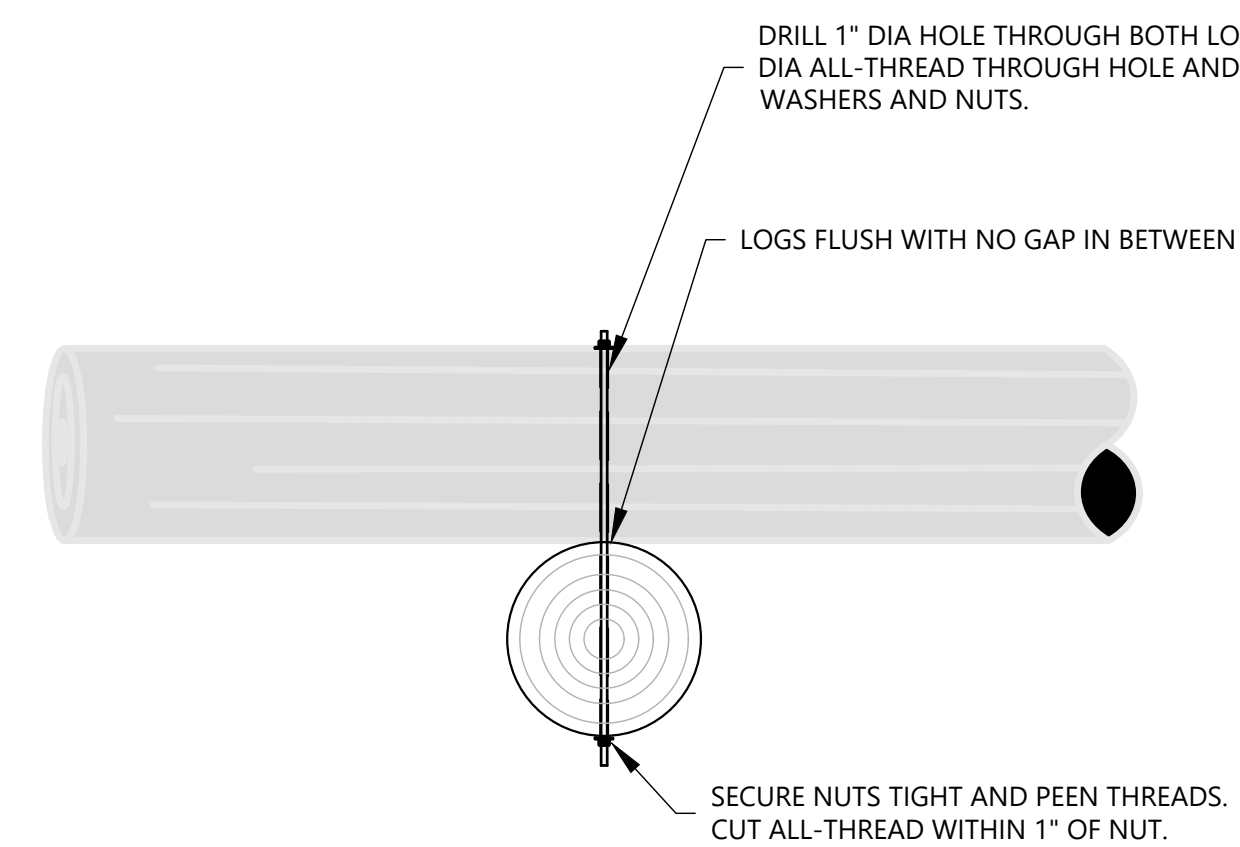 DRILL 1" DIA HOLE THROUGH BOTH LO
DIA ALL-THREAD THROUGH HOLE AND
WASHERS AND NUTS.
LOGS FLUSH WITH NO GAP IN BETWEEN
SECURE NUTS TIGHT AND PEEN THREADS.
CUT ALL-THREAD WITHIN 1" OF NUT.